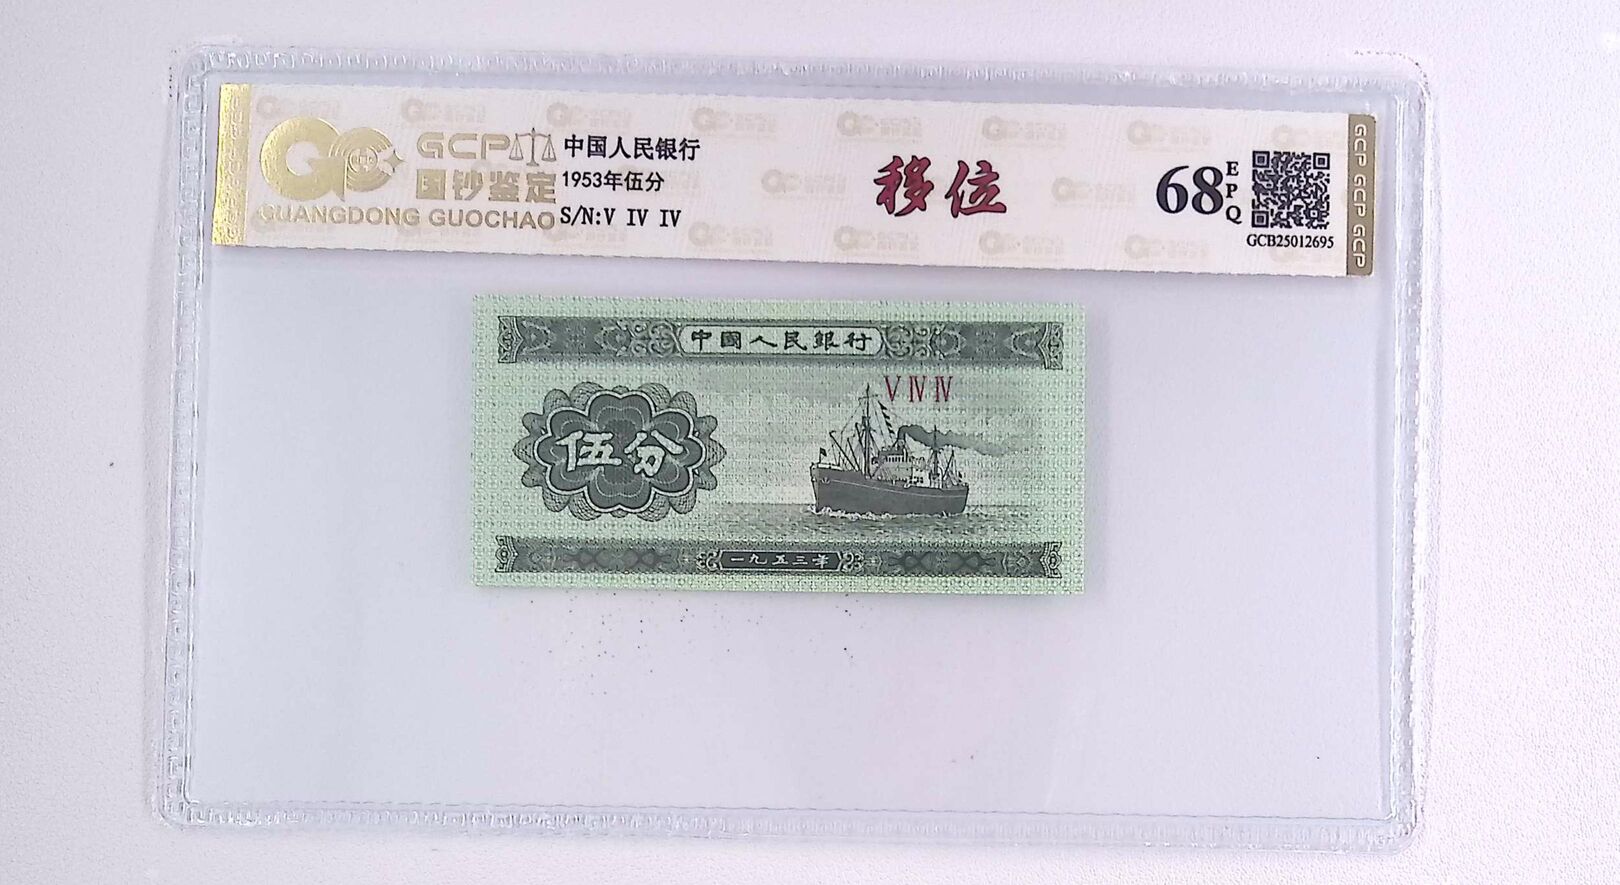 GCP
国钞鉴定
GUANGDONG GUOCHAO
中国人民银行
1953年伍分
S/N:V IV IV
移位
68
EPQ
GCB25012695
GCP GCP GCP
中國人民銀行
V IV IV
伍分
一九五三年